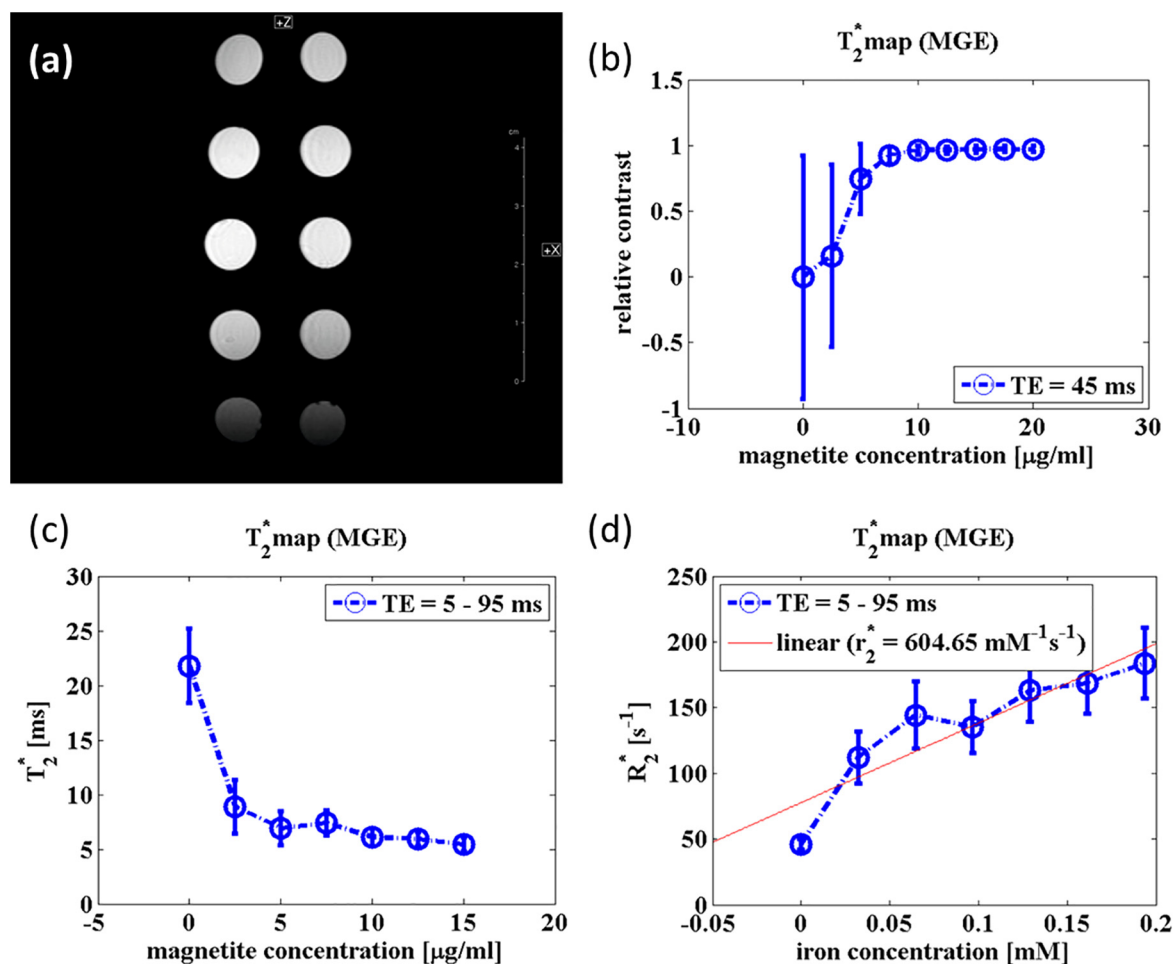 (a)
+Z
cm
4
3
2
1
0
+X
(b)
T2* map (MGE)
1.5
1
0.5
0
-0.5
-1
relative contrast
TE = 45 ms
-10 0 10 20 30
magnetite concentration [µg/ml]
(c)
T2* map (MGE)
30
25
20
15
10
5
0
T2* [ms]
TE = 5 - 95 ms
-5 0 5 10 15 20
magnetite concentration [µg/ml]
(d)
T2* map (MGE)
250
200
150
100
50
0
R2* [s-1]
TE = 5 - 95 ms
linear (r2* = 604.65 mM-1s-1)
-0.05 0 0.05 0.1 0.15 0.2
iron concentration [mM]